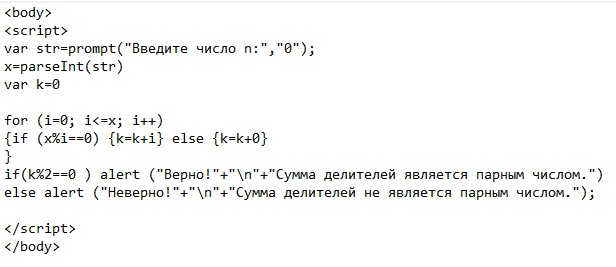 <body>
<script>
var str=prompt("Введите число n:","0");
x=parseInt(str)
var k=0
for (i=0; i<=x; i++)
{if (x%i==0) {k=k+i} else {k=k+0}
}
if(k%2==0 ) alert ("Верно!"+"\n"+"Сумма делителей является парным числом.")
else alert ("Неверно!"+"\n"+"Сумма делителей не является парным числом.");
</script>
</body>